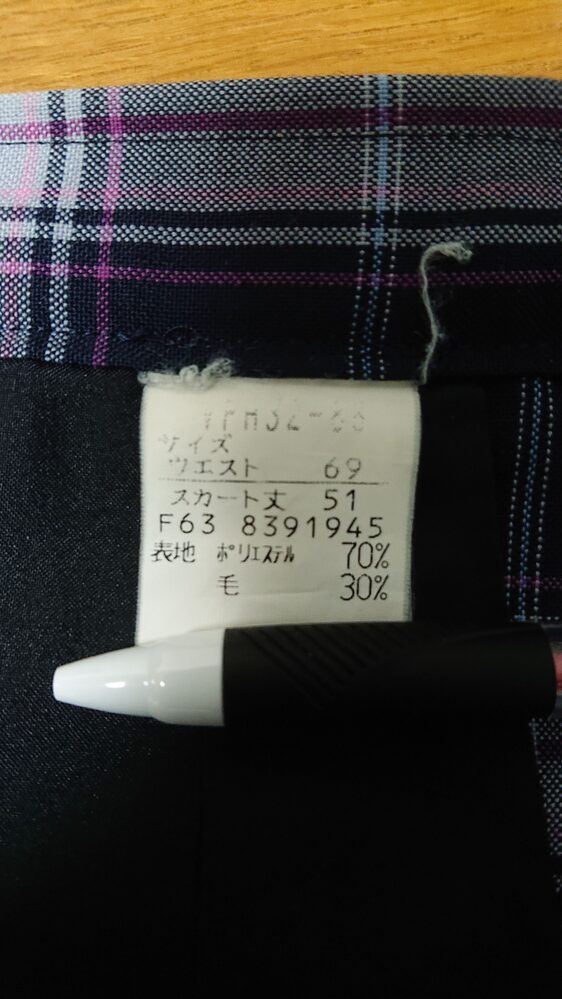 サイズ
ウエスト 69
スカート丈 51
F63 8391945
表地 ポリエステル 70%
毛 30%